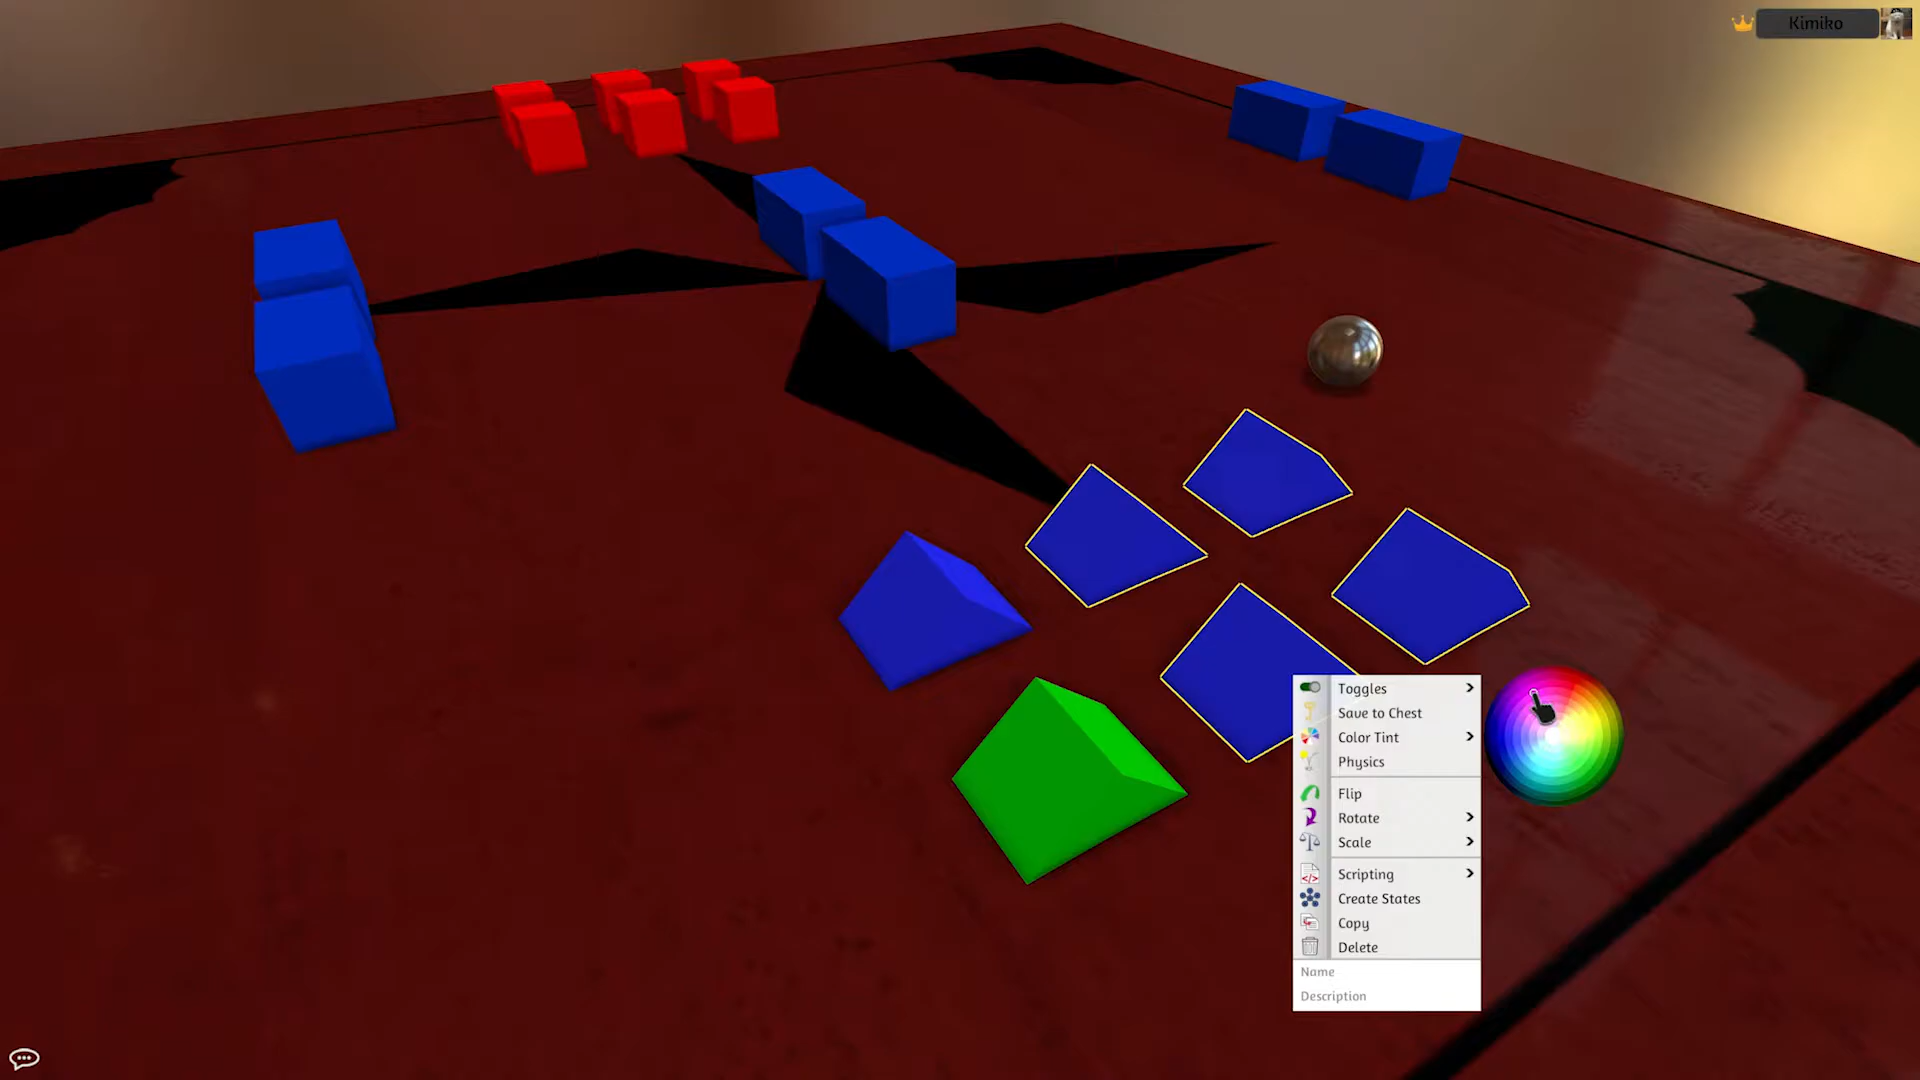 Kimiko
Toggles
Save to Chest
Color Tint
Physics
Flip
Rotate
Scale
Scripting
Create States
Copy
Delete
Name
Description